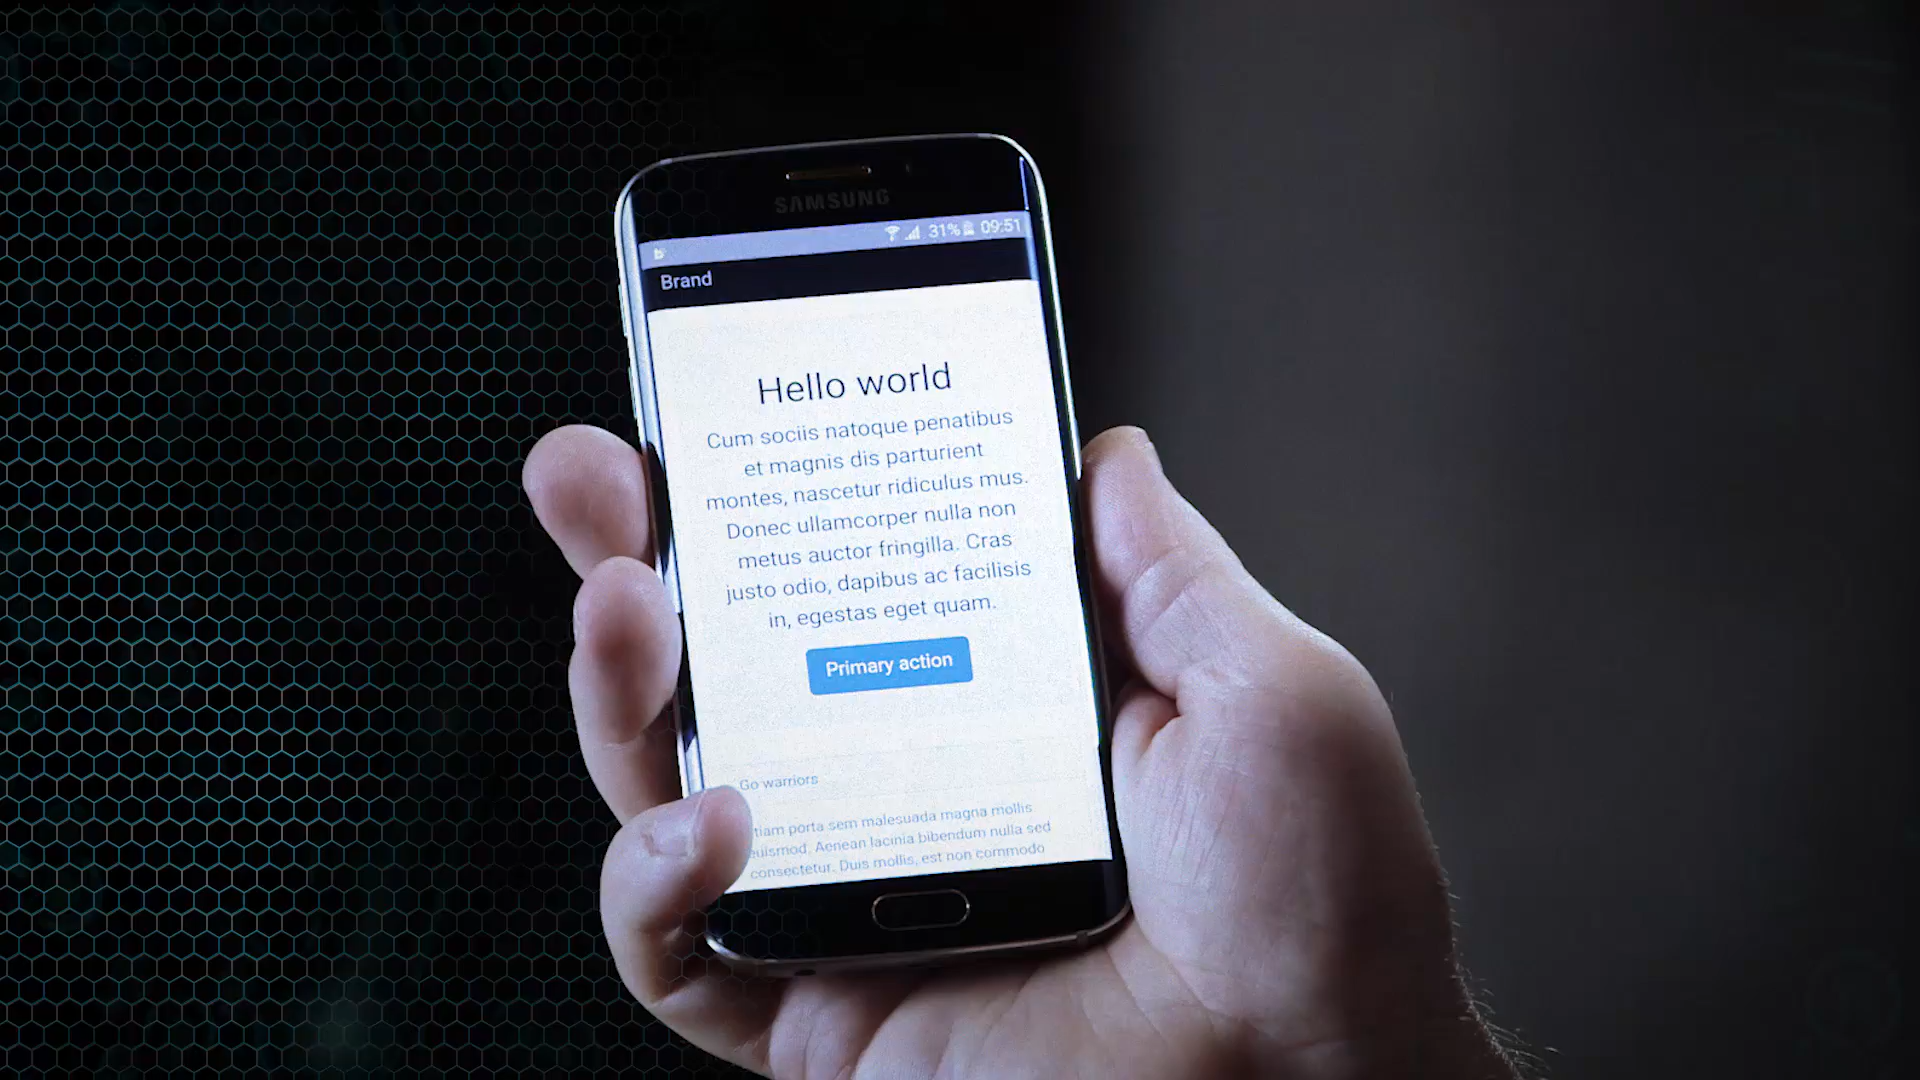 SAMSUNG
31% 09:51
Brand
Hello world
Cum sociis natoque penatibus
et magnis dis parturient
montes, nascetur ridiculus mus.
Donec ullamcorper nulla non
metus auctor fringilla. Cras
justo odio, dapibus ac facilisis
in, egestas eget quam.
Primary action
Go warriors
tiam porta sem malesuada magna mollis
euismod. Aenean lacinia bibendum nulla sed
consectetur. Duis mollis, est non commodo